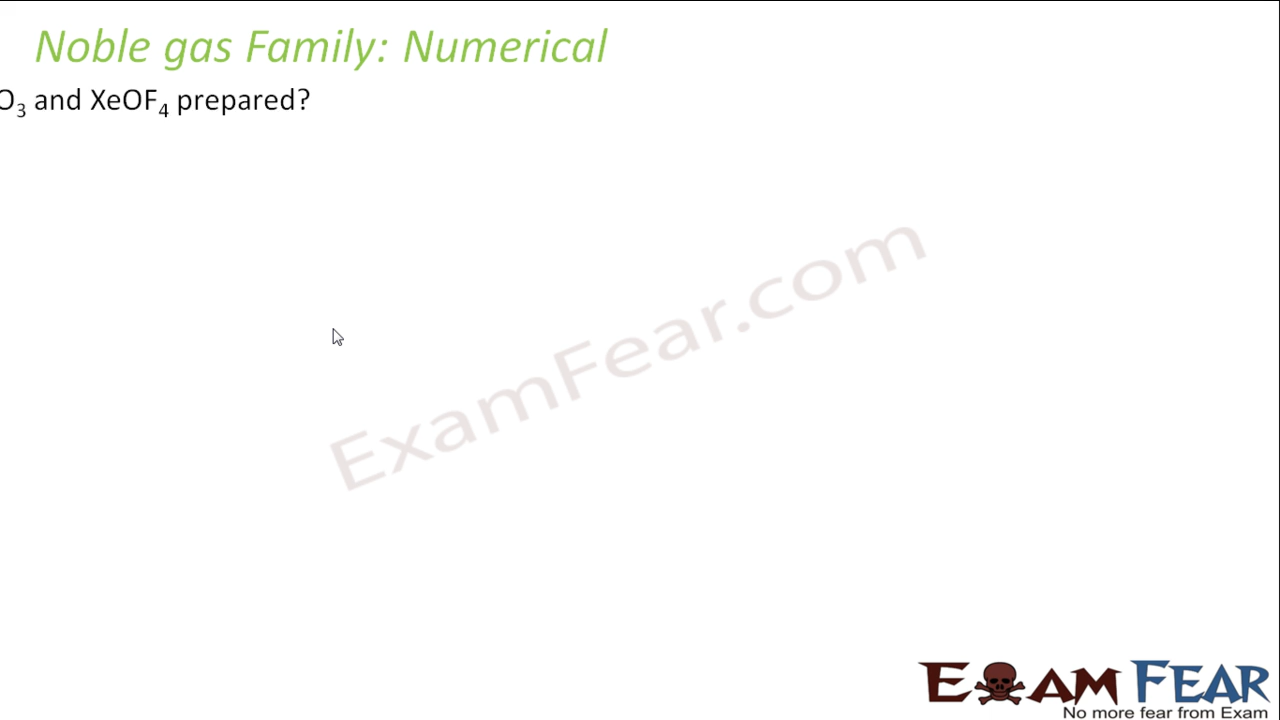 Noble gas Family: Numerical
O₃ and XeOF₄ prepared?
ExamFear.com
EXAM FEAR
No more fear from Exam